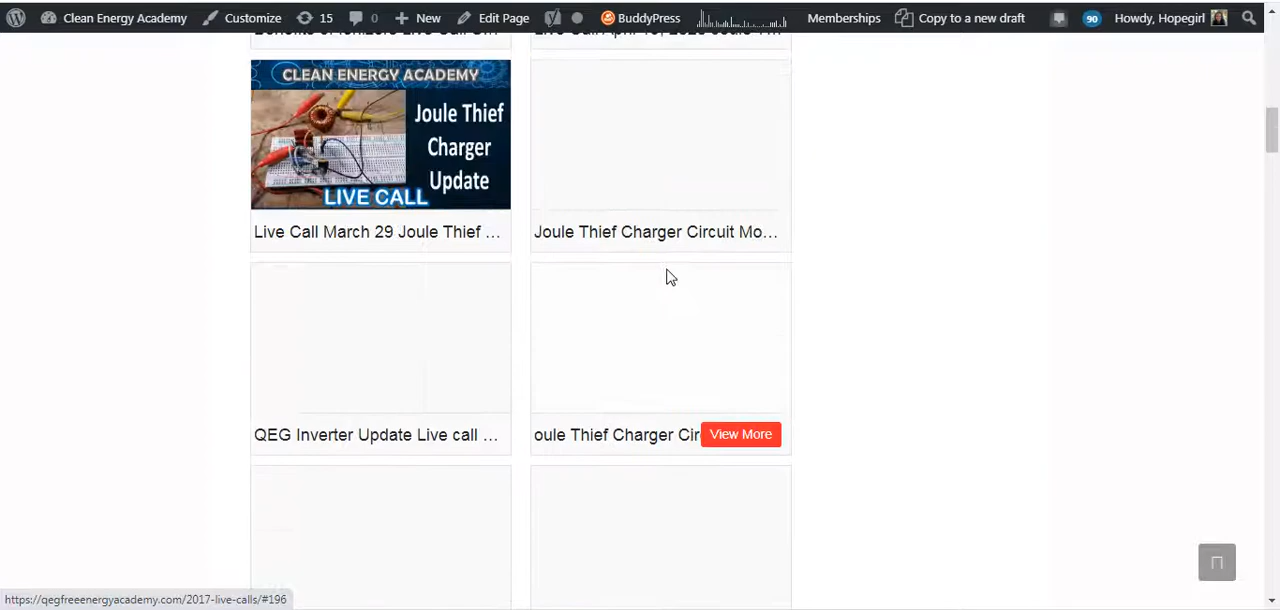 Clean Energy Academy Customize 15 0 New Edit Page BuddyPress Memberships Copy to a new draft 90 Howdy, Hopegirl
CLEAN ENERGY ACADEMY
Joule Thief
Charger
Update
LIVE CALL
Live Call March 29 Joule Thief ...
Joule Thief Charger Circuit Mo...
QEG Inverter Update Live call ...
oule Thief Charger Cir
View More
https://qegfreeenergyacademy.com/2017-live-calls/#196